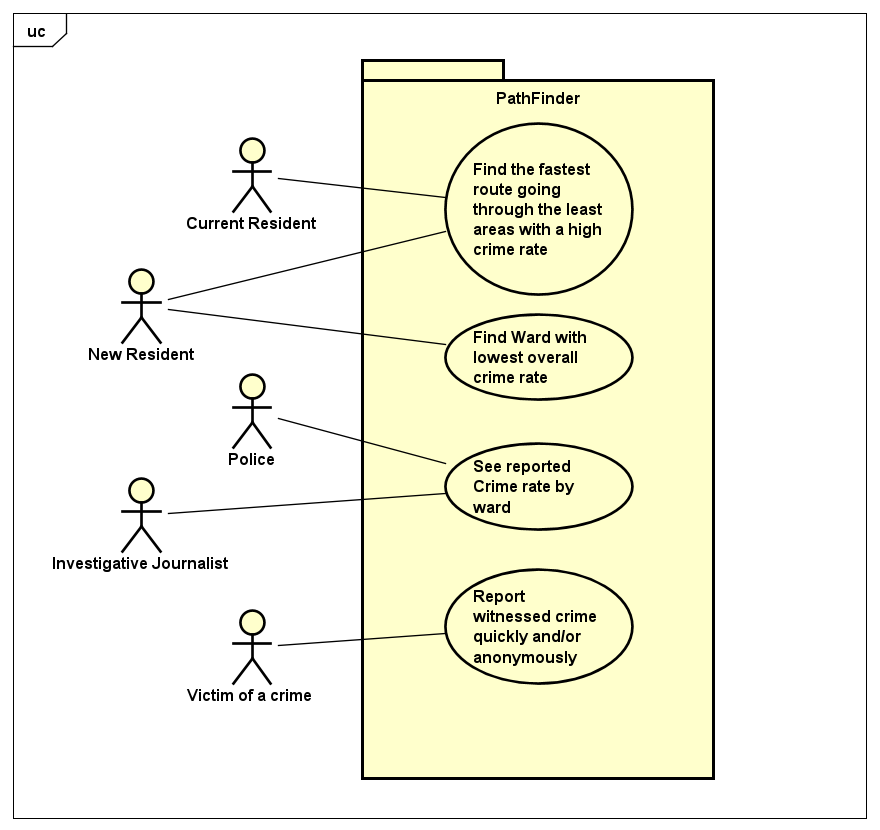 uc
PathFinder
Current Resident
Find the fastest
route going
through the least
areas with a high
crime rate
New Resident
Find Ward with
lowest overall
crime rate
Police
See reported
Crime rate by
ward
Investigative Journalist
Report
witnessed crime
quickly and/or
anonymously
Victim of a crime